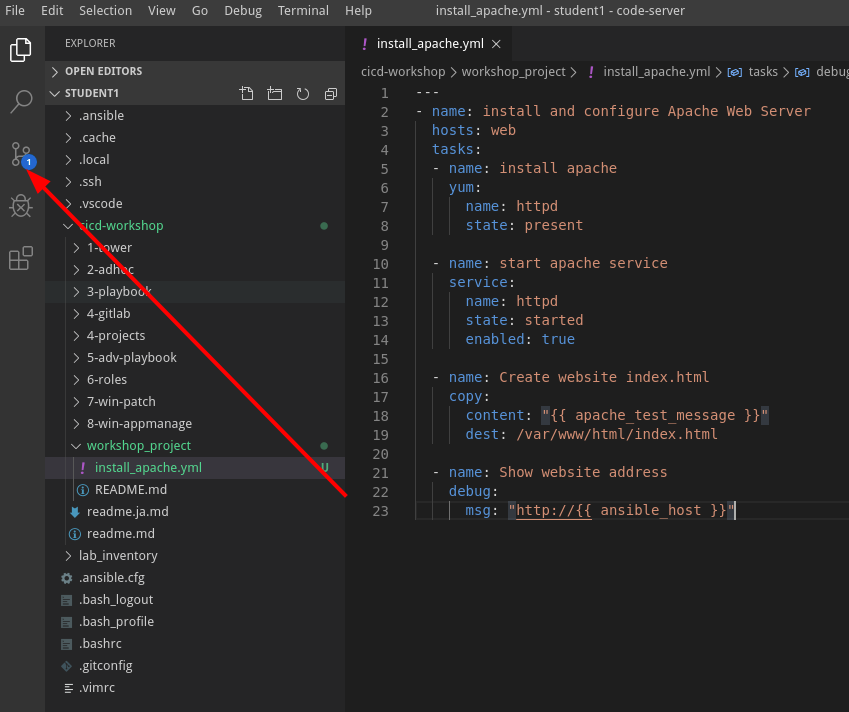 File Edit Selection View Go Debug Terminal Help install_apache.yml - student1 - code-server
EXPLORER
OPEN EDITORS
STUDENT1
.ansible
.cache
.local
.ssh
.vscode
cicd-workshop
1-tower
2-adhoc
3-playbook
4-gitlab
4-projects
5-adv-playbook
6-roles
7-win-patch
8-win-appmanage
workshop_project
! install_apache.yml U
README.md
readme.ja.md
readme.md
lab_inventory
.ansible.cfg
.bash_logout
.bash_profile
.bashrc
.gitconfig
.vimrc
1
! install_apache.yml ×
cicd-workshop > workshop_project > ! install_apache.yml > tasks > debug
1 ---
2 - name: install and configure Apache Web Server
3 hosts: web
4 tasks:
5 - name: install apache
6 yum:
7 name: httpd
8 state: present
9
10 - name: start apache service
11 service:
12 name: httpd
13 state: started
14 enabled: true
15
16 - name: Create website index.html
17 copy:
18 content: "{{ apache_test_message }}"
19 dest: /var/www/html/index.html
20
21 - name: Show website address
22 debug:
23 msg: "http://{{ ansible_host }}"